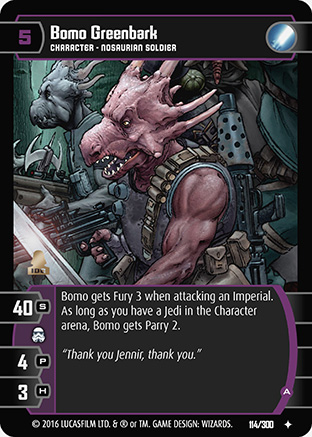 5
Bomo Greenbark
CHARACTER - NOSAURIAN SOLDIER
Bomo gets Fury 3 when attacking an Imperial.
As long as you have a Jedi in the Character
arena, Bomo gets Parry 2.
“Thank you Jennir, thank you.”
40 S
4 P
3 H
A
© 2016 LUCASFILM LTD. & ® OR TM. GAME DESIGN: WIZARDS.
114/300